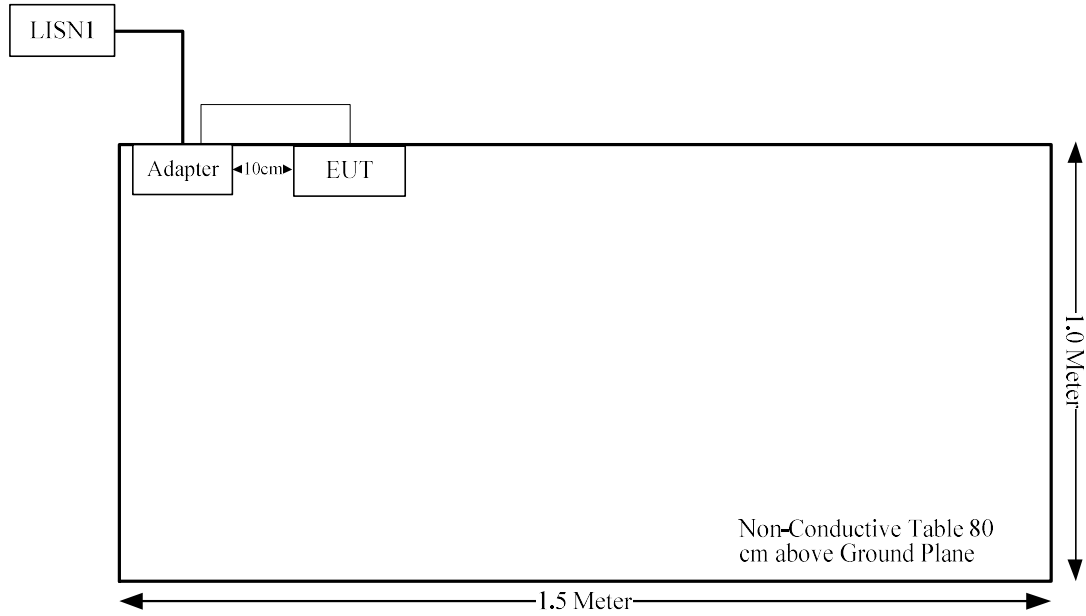 LISN1
Adapter
10cm
EUT
1.0 Meter
Non-Conductive Table 80
cm above Ground Plane
1.5 Meter